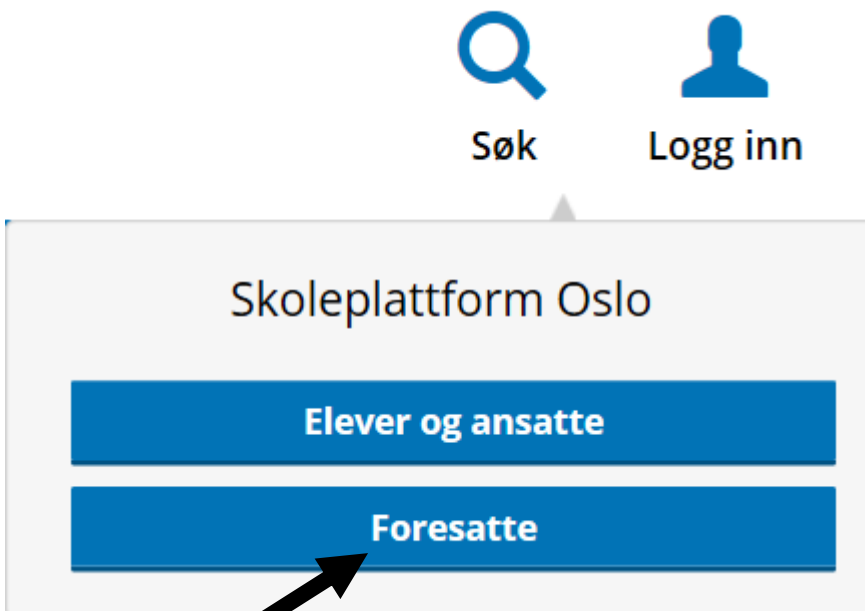 Søk Logg inn
Skoleplattform Oslo
Elever og ansatte
Foresatte